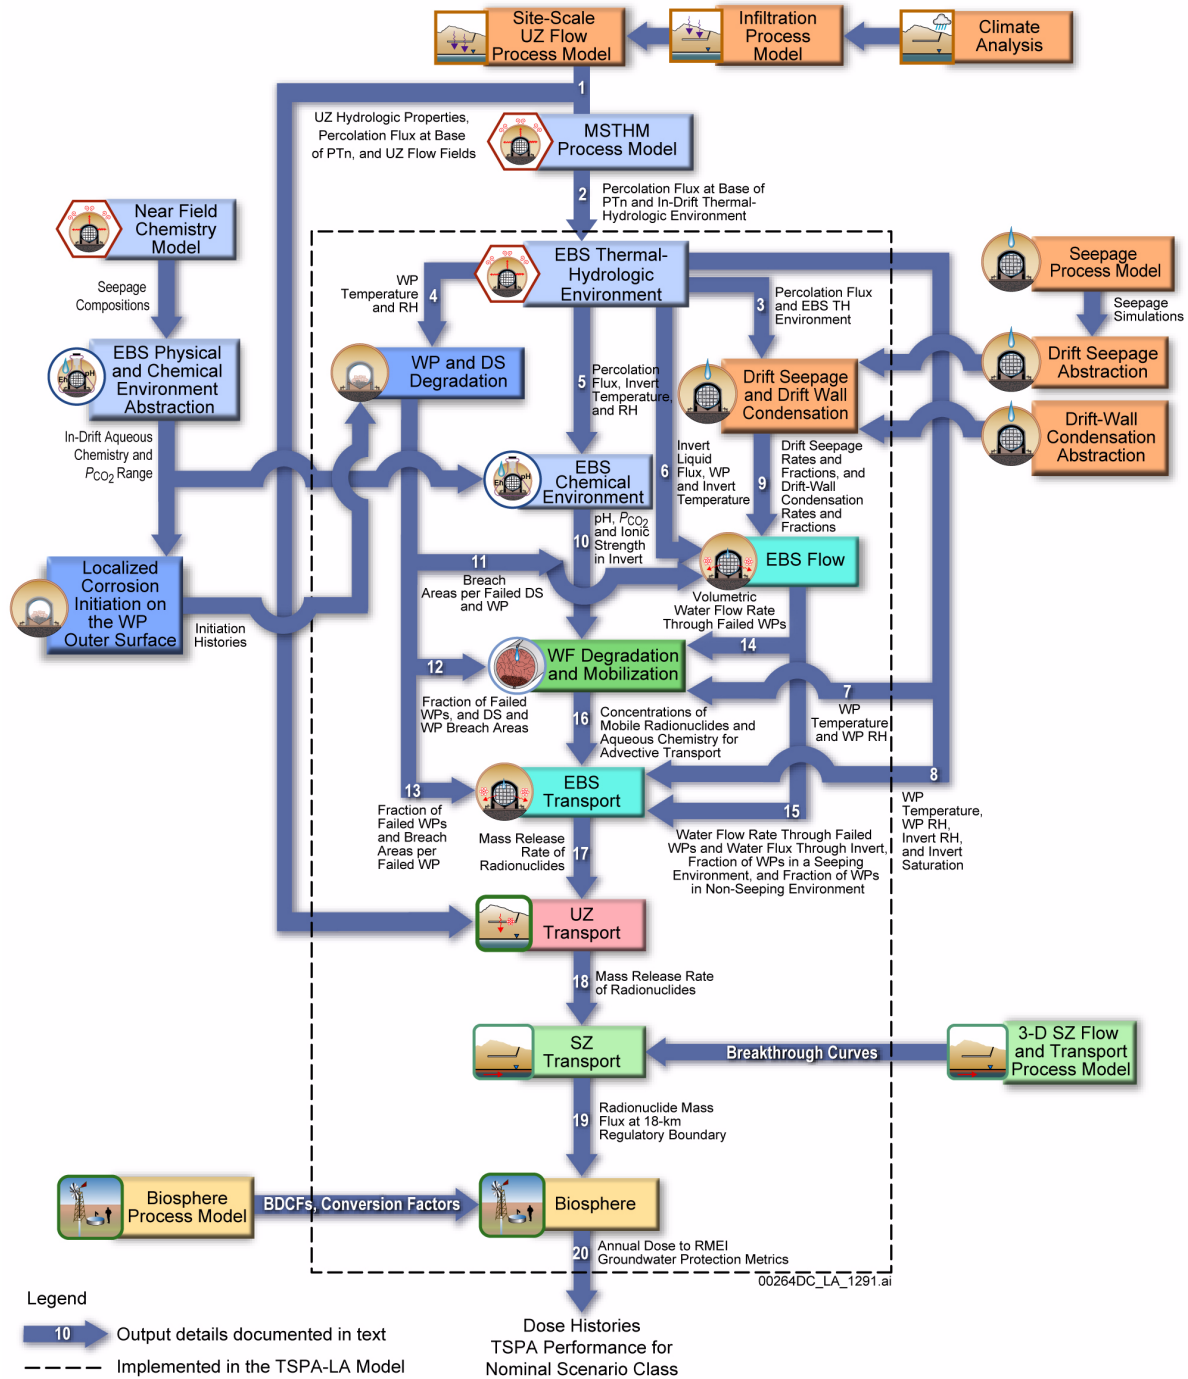 Site-Scale
UZ Flow
Process Model
Infiltration
Process
Model
Climate
Analysis
1
UZ Hydrologic Properties,
Percolation Flux at Base
of PTn, and UZ Flow Fields
MSTHM
Process Model
2
Percolation Flux at Base of
PTn and In-Drift Thermal-
Hydrologic Environment
Near Field
Chemistry
Model
Seepage
Compositions
EBS Thermal-
Hydrologic
Environment
Seepage
Process Model
Seepage
Simulations
WP
Temperature
and RH
4
3
Percolation Flux
and EBS TH
Environment
EBS Physical
and Chemical
Environment
Abstraction
Eh
pH
WP and DS
Degradation
5
Percolation
Flux, Invert
Temperature,
and RH
Drift Seepage
and Drift Wall
Condensation
Drift Seepage
Abstraction
Drift-Wall
Condensation
Abstraction
In-Drift Aqueous
Chemistry and
PCO2 Range
EBS
Chemical
Environment
Eh
pH
6
Invert
Liquid
Flux, WP
and Invert
Temperature
9
Drift Seepage
Rates and
Fractions, and
Drift-Wall
Condensation
Rates and
Fractions
10
pH, PCO2
and Ionic
Strength
in Invert
11
Breach
Areas per Failed DS
and WP
EBS Flow
Localized
Corrosion
Initiation on
the WP
Outer Surface
Initiation
Histories
Volumetric
Water Flow Rate
Through Failed WPs
14
12
Fraction of Failed
WPs, and DS and
WP Breach Areas
WF Degradation
and Mobilization
7
WP
Temperature
and WP RH
16
Concentrations of
Mobile Radionuclides and
Aqueous Chemistry for
Advective Transport
8
WP
Temperature,
WP RH,
Invert RH,
and Invert
Saturation
13
Fraction of
Failed WPs
and Breach
Areas per
Failed WP
EBS
Transport
15
Water Flow Rate Through Failed
WPs and Water Flux Through Invert,
Fraction of WPs in a Seeping
Environment, and Fraction of WPs
in Non-Seeping Environment
Mass Release
Rate of
Radionuclides
17
UZ
Transport
18
Mass Release Rate
of Radionuclides
SZ
Transport
Breakthrough Curves
3-D SZ Flow
and Transport
Process Model
19
Radionuclide Mass
Flux at 18-km
Regulatory Boundary
Biosphere
Process Model
BDCFs, Conversion Factors
Biosphere
20
Annual Dose to RMEI
Groundwater Protection Metrics
00264DC_LA_1291.ai
Legend
10
Output details documented in text
Implemented in the TSPA-LA Model
Dose Histories
TSPA Performance for
Nominal Scenario Class